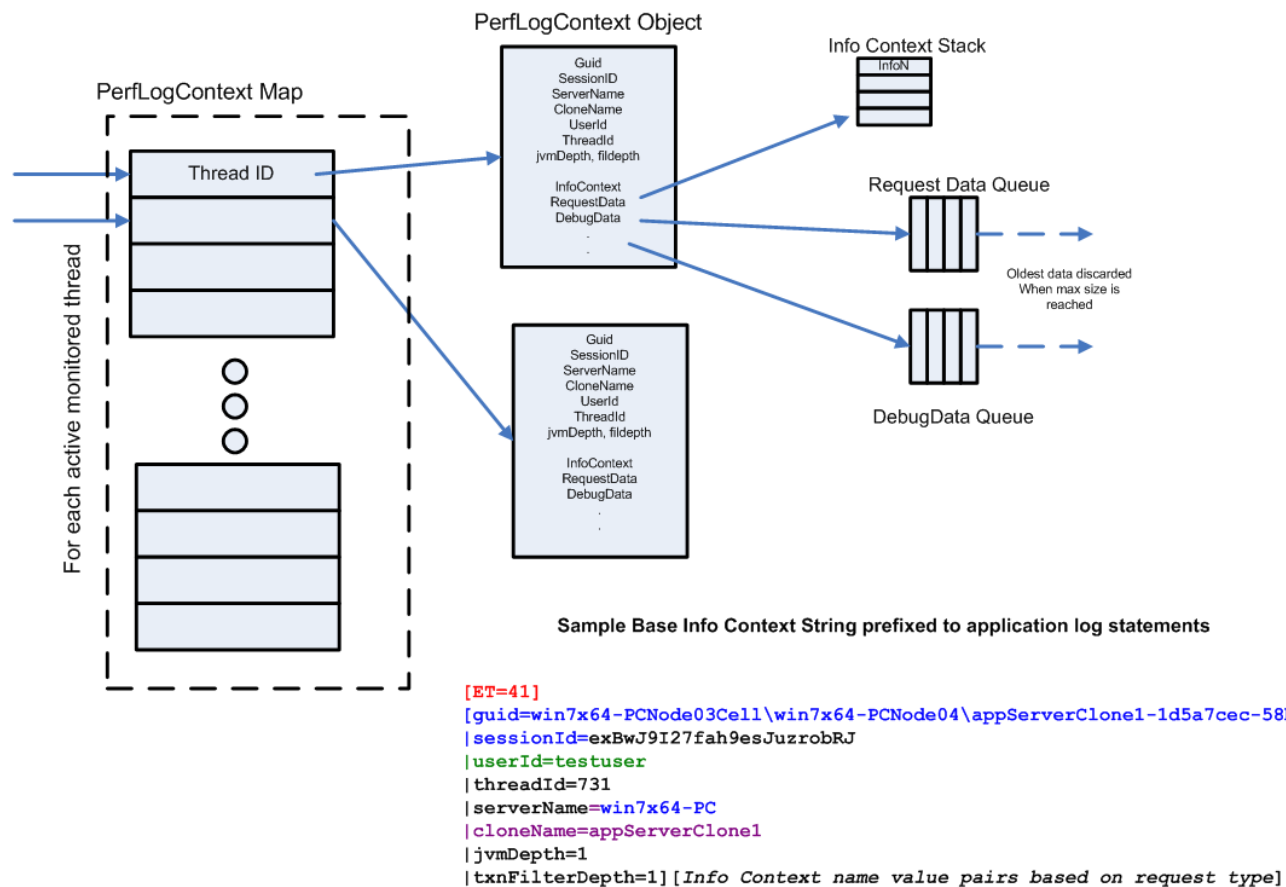 PerfLogContext Object
Info Context Stack
InfoN
PerfLogContext Map
Guid
SessionID
ServerName
CloneName
UserId
ThreadId
jvmDepth, fildepth
InfoContext
RequestData
DebugData
.
.
Thread ID
Request Data Queue
Oldest data discarded
When max size is
reached
DebugData Queue
For each active monitored thread
Guid
SessionID
ServerName
CloneName
UserId
ThreadId
jvmDepth, fildepth
InfoContext
RequestData
DebugData
.
.
Sample Base Info Context String prefixed to application log statements
[ET=41]
[guid=win7x64-PCNode03Cell\win7x64-PCNode04\appServerClone1-1d5a7cec-58
|sessionId=exBwJ9I27fah9esJuzrobRJ
|userId=testuser
|threadId=731
|serverName=win7x64-PC
|cloneName=appServerClone1
|jvmDepth=1
|txnFilterDepth=1][Info Context name value pairs based on request type]